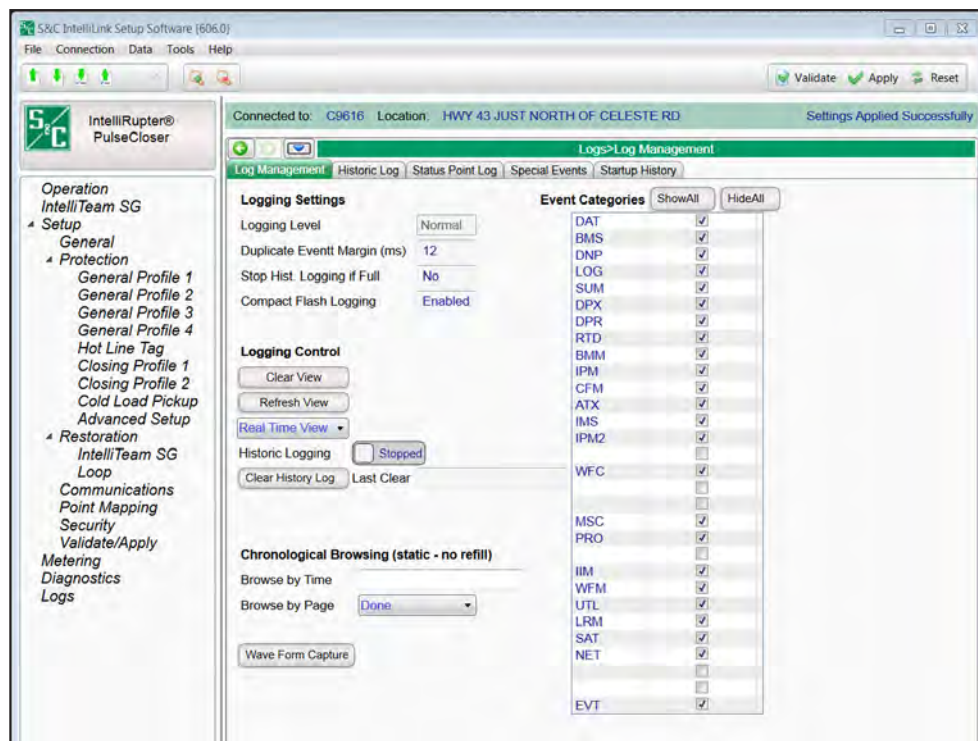 S&C IntelliLink Setup Software (606.0)
File Connection Data Tools Help
Validate Apply Reset
S&C
IntelliRupter®
PulseCloser
Connected to: C9616 Location: HWY 43 JUST NORTH OF CELESTE RD Settings Applied Successfully
Logs>Log Management
Log Management Historic Log Status Point Log Special Events Startup History
Operation
IntelliTeam SG
Setup
General
Protection
General Profile 1
General Profile 2
General Profile 3
General Profile 4
Hot Line Tag
Closing Profile 1
Closing Profile 2
Cold Load Pickup
Advanced Setup
Restoration
IntelliTeam SG
Loop
Communications
Point Mapping
Security
Validate/Apply
Metering
Diagnostics
Logs
Logging Settings
Logging Level Normal
Duplicate Eventt Margin (ms) 12
Stop Hist. Logging if Full No
Compact Flash Logging Enabled
Logging Control
Clear View
Refresh View
Real Time View
Historic Logging Stopped
Clear History Log Last Clear
Chronological Browsing (static - no refill)
Browse by Time
Browse by Page Done
Wave Form Capture
Event Categories ShowAll HideAll
DAT
BMS
DNP
LOG
SUM
DPX
DPR
RTD
BMM
IPM
CFM
ATX
IMS
IPM2
WFC
MSC
PRO
IIM
WFM
UTL
LRM
SAT
NET
EVT